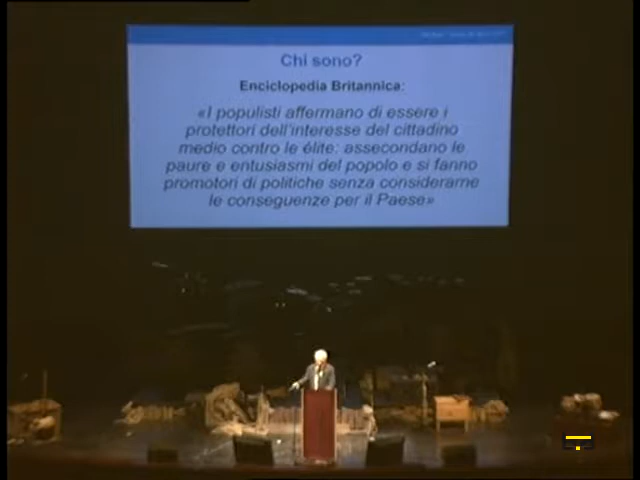 Chi sono?
Enciclopedia Britannica:
«I populisti affermano di essere i
protettori dell'interesse del cittadino
medio contro le élite: assecondano le
paure e entusiasmi del popolo e si fanno
promotori di politiche senza considerarne
le conseguenze per il Paese»